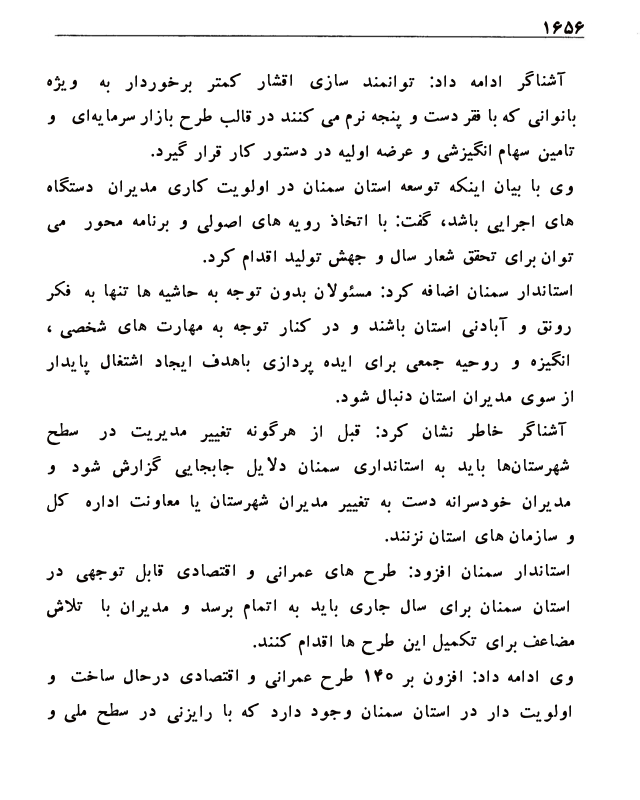 ۱۶۵۶
آشناگر ادامه داد: توانمند سازی اقشار کمتر برخوردار به ویژه
بانوانی که با فقر دست و پنجه نرم می کنند در قالب طرح بازار سرمایه‌ای و
تامین سهام انگیزشی و عرضه اولیه در دستور کار قرار گیرد.
وی با بیان اینکه توسعه استان سمنان در اولویت کاری مدیران دستگاه
های اجرایی باشد، گفت: با اتخاذ رویه های اصولی و برنامه محور می
توان برای تحقق شعار سال و جهش تولید اقدام کرد.
استاندار سمنان اضافه کرد: مسئولان بدون توجه به حاشیه ها تنها به فکر
رونق و آبادنی استان باشند و در کنار توجه به مهارت های شخصی ،
انگیزه و روحیه جمعی برای ایده پردازی باهدف ایجاد اشتغال پایدار
از سوی مدیران استان دنبال شود.
آشناگر خاطر نشان کرد: قبل از هرگونه تغییر مدیریت در سطح
شهرستان‌ها باید به استانداری سمنان دلایل جابجایی گزارش شود و
مدیران خودسرانه دست به تغییر مدیران شهرستان یا معاونت اداره کل
و سازمان های استان نزنند.
استاندار سمنان افزود: طرح های عمرانی و اقتصادی قابل توجهی در
استان سمنان برای سال جاری باید به اتمام برسد و مدیران با تلاش
مضاعف برای تکمیل این طرح ها اقدام کنند.
وی ادامه داد: افزون بر ۱۴۰ طرح عمرانی و اقتصادی درحال ساخت و
اولویت دار در استان سمنان وجود دارد که با رایزنی در سطح ملی و